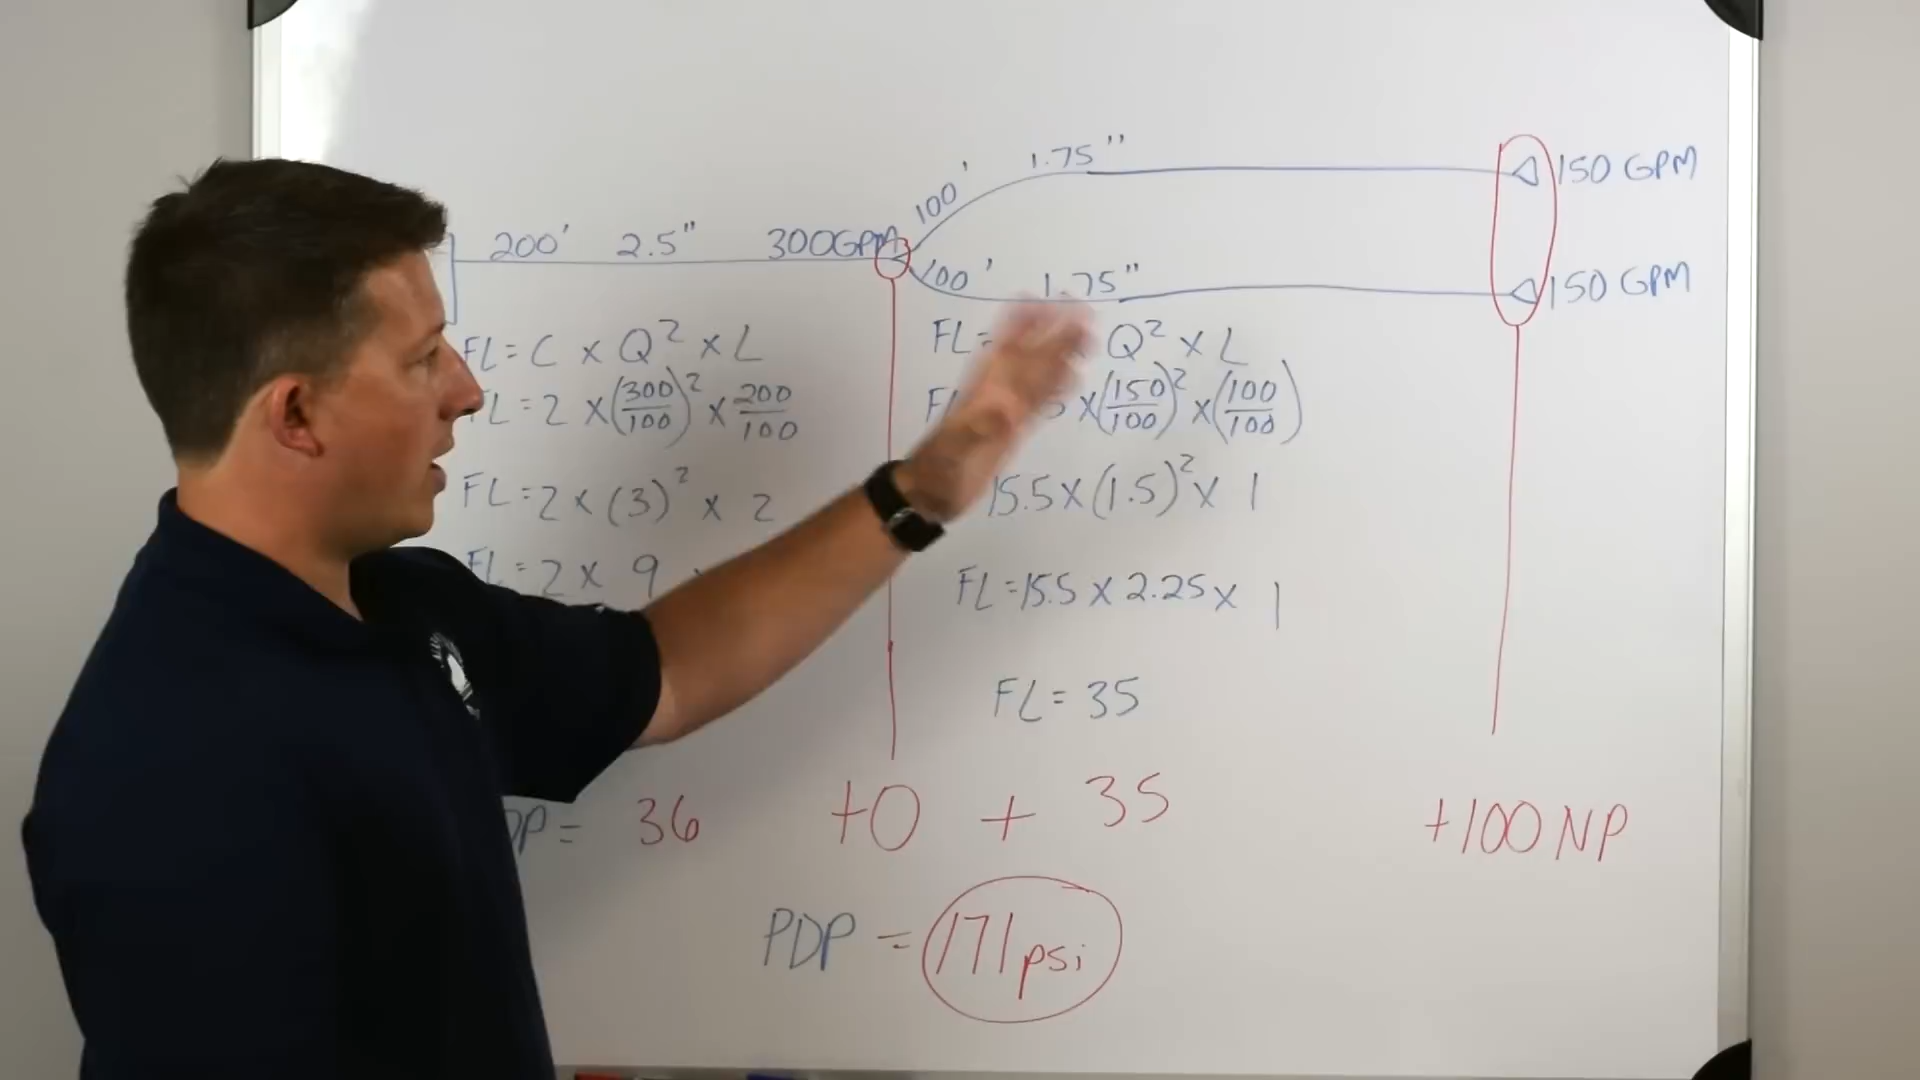 1.75" 150 GPM
100'
200' 2.5" 300GPM
100' 1.75" 150 GPM
FL = C x Q² x L
FL = 2 x (300/100)² x 200/100
FL = 2 x (3)² x 2
FL = 2 x 9
FL = Q² x L
x (150/100)² x (100/100)
15.5 x (1.5)² x 1
FL = 15.5 x 2.25 x 1
FL = 35
DP = 36 +0 + 35 +100 NP
PDP = 171 psi